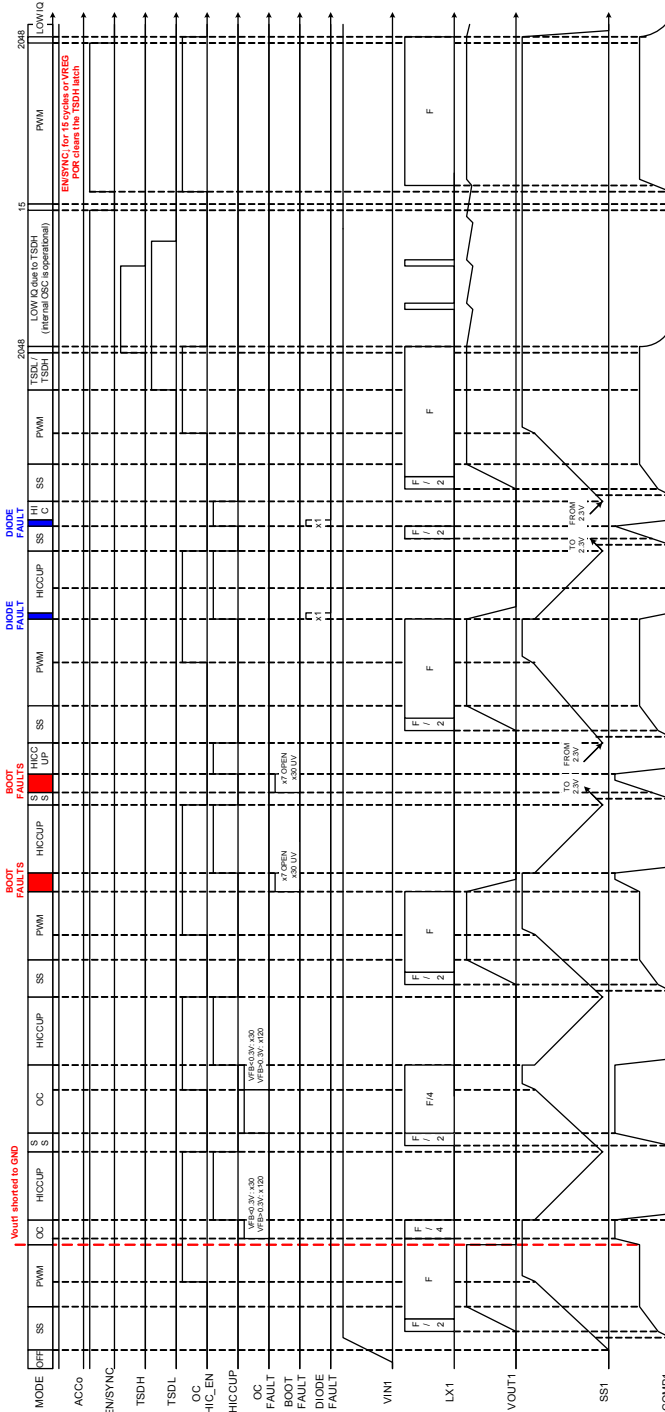 MODE
OFF
SS
PWM
OC
HICCUP
S
S
OC
HICCUP
SS
PWM
HICCUP
S
S
HICC
UP
SS
PWM
HICCUP
SS
HI
C
SS
PWM
TSDL /
TSDH
2048
LOW IQ due to TSDH
(internal OSC is operational)
15
PWM
2048
LOW IQ
Vout1 shorted to GND
BOOT
FAULTS
BOOT
FAULTS
DIODE
FAULT
DIODE
FAULT
EN/SYNC↓ for 15 cycles or VREG
POR clears the TSDH latch
ACCo
EN/SYNC
TSDH
TSDL
OC
HIC_EN
HICCUP
OC
FAULT
VFB<0.3V: x30
VFB>0.3V: x120
VFB<0.3V: x30
VFB>0.3V: x120
BOOT
FAULT
x7 OPEN
x30 UV
x7 OPEN
x30 UV
DIODE
FAULT
x1
x1
VIN1
LX1
F / 2
F
F / 4
F / 2
F/4
F / 2
F
F / 2
F
F / 2
F / 2
F
F
VOUT1
SS1
TO
2.3V
FROM
2.3V
TO
2.3V
FROM
2.3V
COMP1